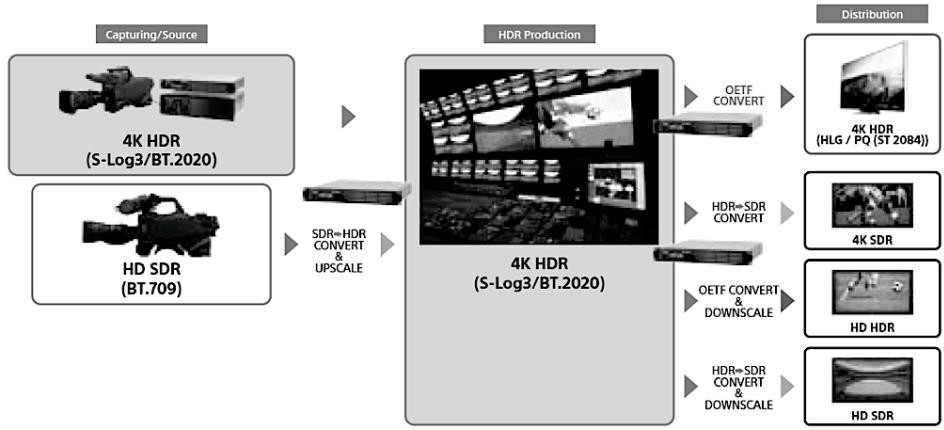 Capturing/Source
4K HDR
(S-Log3/BT.2020)
HD SDR
(BT.709)
SDR⇒HDR
CONVERT
&
UPSCALE
HDR Production
4K HDR
(S-Log3/BT.2020)
OETF
CONVERT
HDR⇒SDR
CONVERT
OETF CONVERT
&
DOWNSCALE
HDR⇒SDR
CONVERT
&
DOWNSCALE
Distribution
4K HDR
(HLG / PQ (ST 2084))
4K SDR
HD HDR
HD SDR